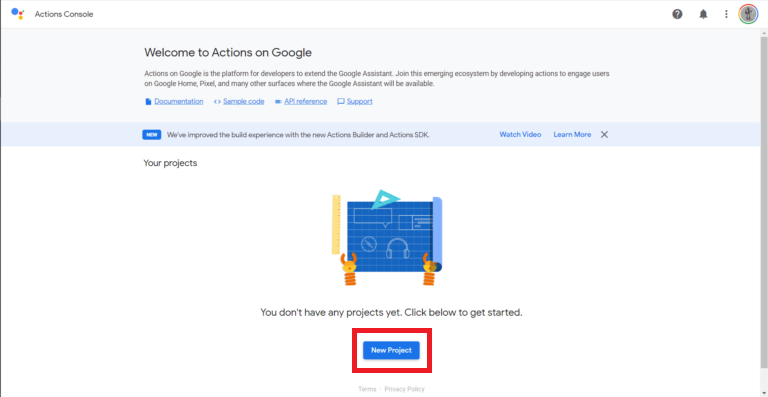 Actions Console
Welcome to Actions on Google
Actions on Google is the platform for developers to extend the Google Assistant. Join this emerging ecosystem by developing actions to engage users
on Google Home, Pixel, and many other surfaces where the Google Assistant will be available.
Documentation Sample code API reference Support
NEW We've improved the build experience with the new Actions Builder and Actions SDK. Watch Video Learn More
Your projects
You don't have any projects yet. Click below to get started.
New Project
Terms · Privacy Policy